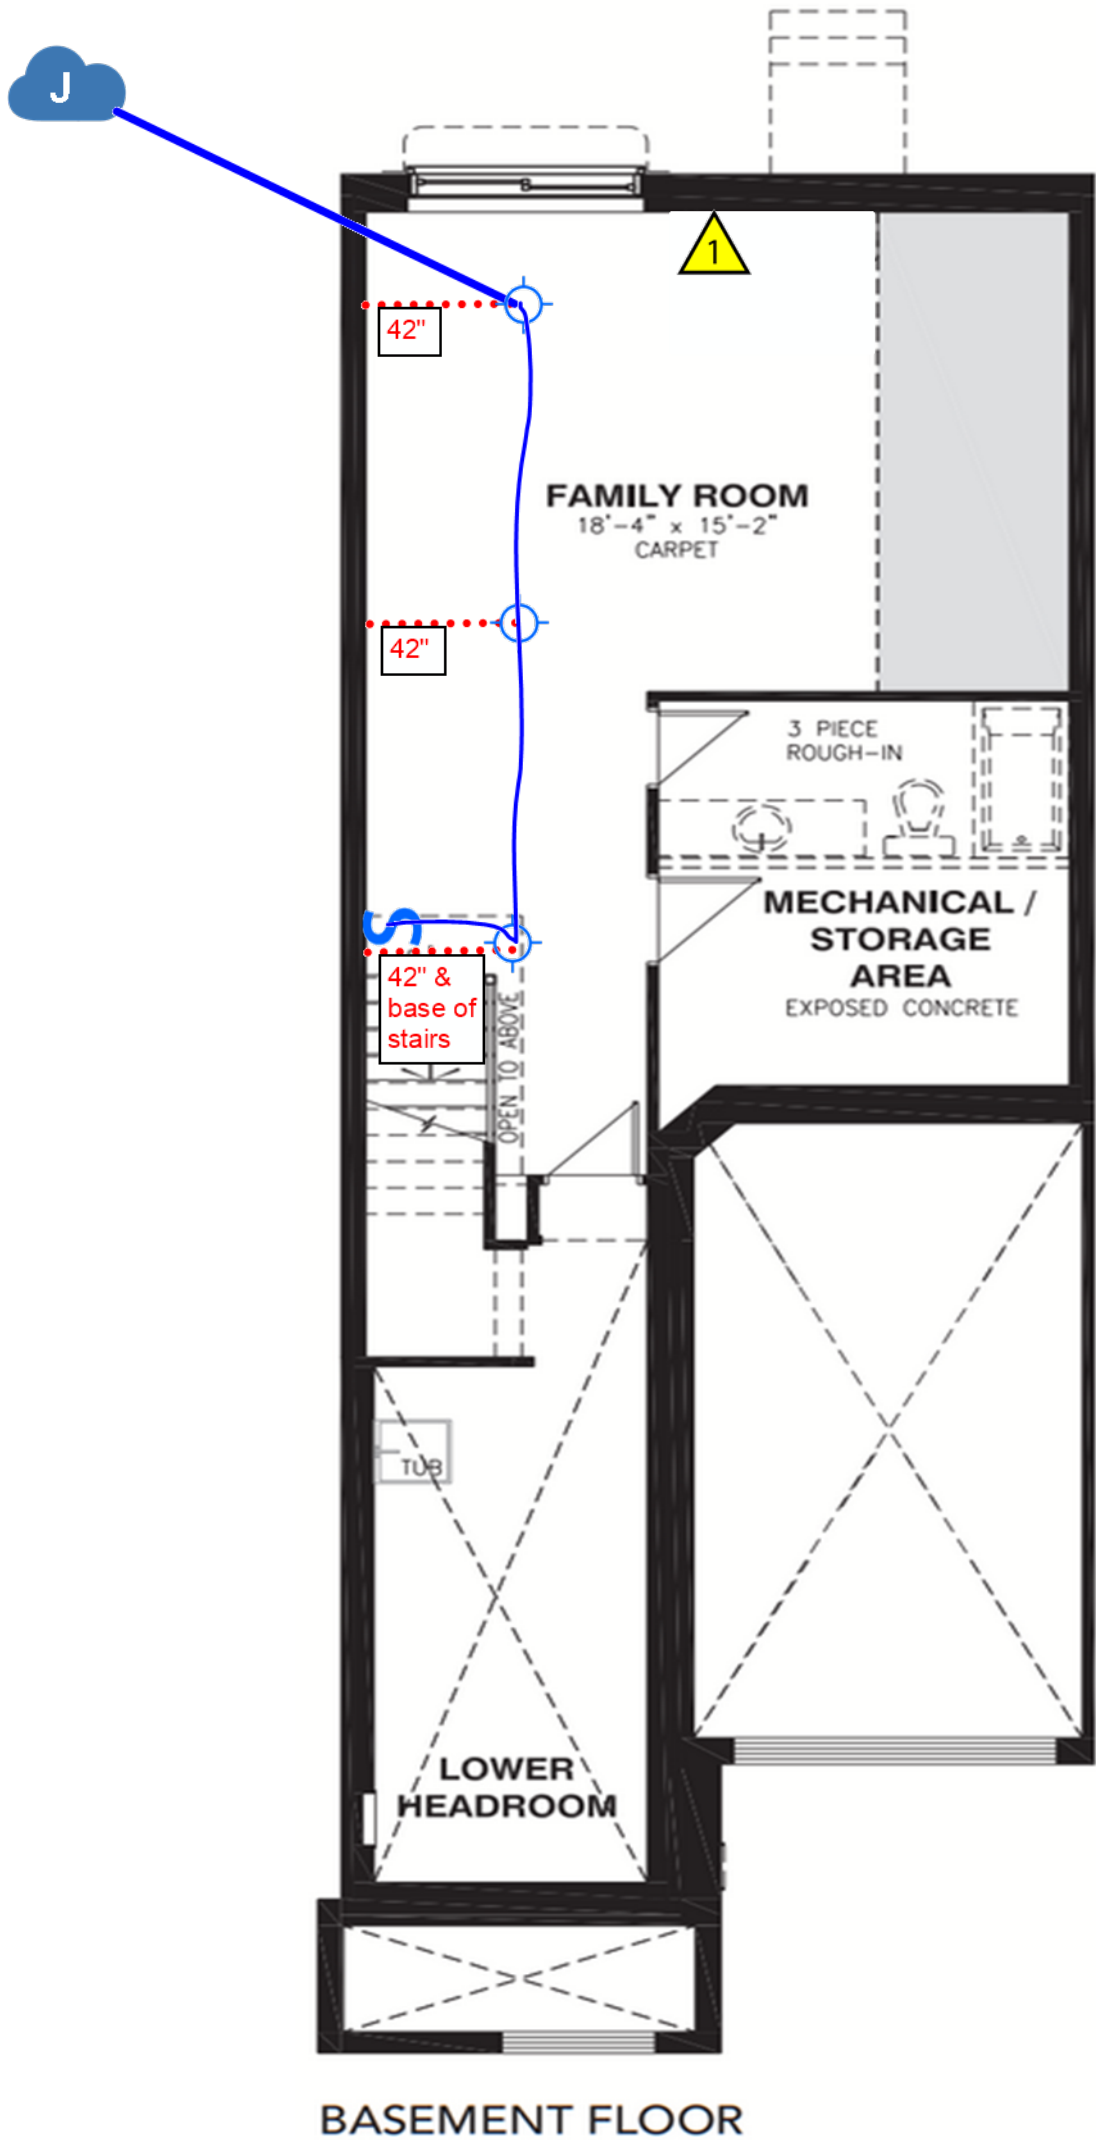 J
1
42"
FAMILY ROOM
18'-4" x 15'-2"
CARPET
42"
3 PIECE
ROUGH-IN
S
MECHANICAL /
STORAGE
AREA
EXPOSED CONCRETE
42" &
base of
stairs
OPEN TO ABOVE
TUB
LOWER
HEADROOM
BASEMENT FLOOR